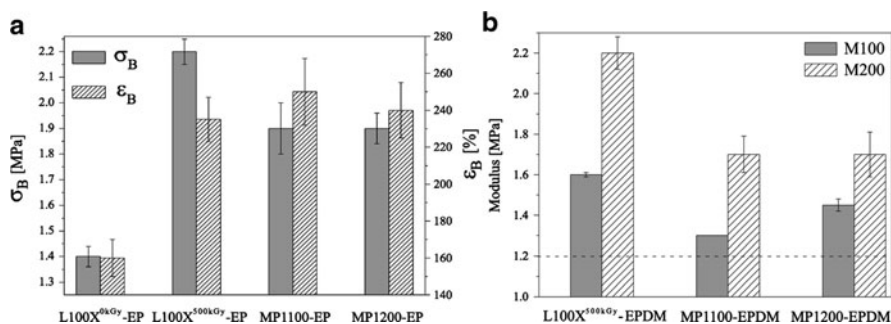 a
σB [MPa]
2.2
2.1
2.0
1.9
1.8
1.7
1.6
1.5
1.4
1.3
σB
εB
280
260
240
220
200
180
160
140
εB [%]
L100X0kGy-EP
L100X500kGy-EP
MP1100-EP
MP1200-EP
b
Modulus [MPa]
2.2
2.0
1.8
1.6
1.4
1.2
1.0
M100
M200
L100X500kGy-EPDM
MP1100-EPDM
MP1200-EPDM